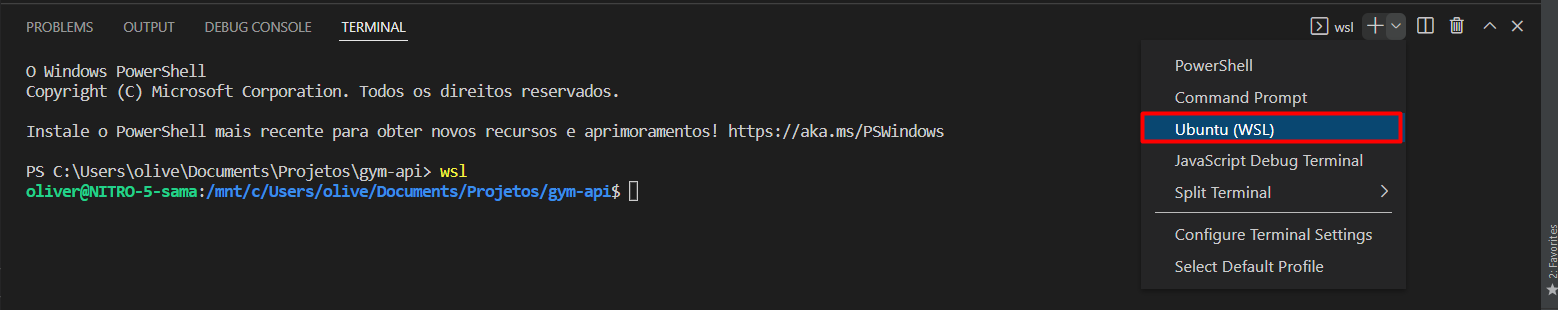 PROBLEMS OUTPUT DEBUG CONSOLE TERMINAL wsl
O Windows PowerShell
Copyright (C) Microsoft Corporation. Todos os direitos reservados.
Instale o PowerShell mais recente para obter novos recursos e aprimoramentos! https://aka.ms/PSWindows
PS C:\Users\olive\Documents\Projetos\gym-api> wsl
oliver@NITRO-5-sama:/mnt/c/Users/olive/Documents/Projetos/gym-api$
PowerShell
Command Prompt
Ubuntu (WSL)
JavaScript Debug Terminal
Split Terminal
Configure Terminal Settings
Select Default Profile
2: Favorites